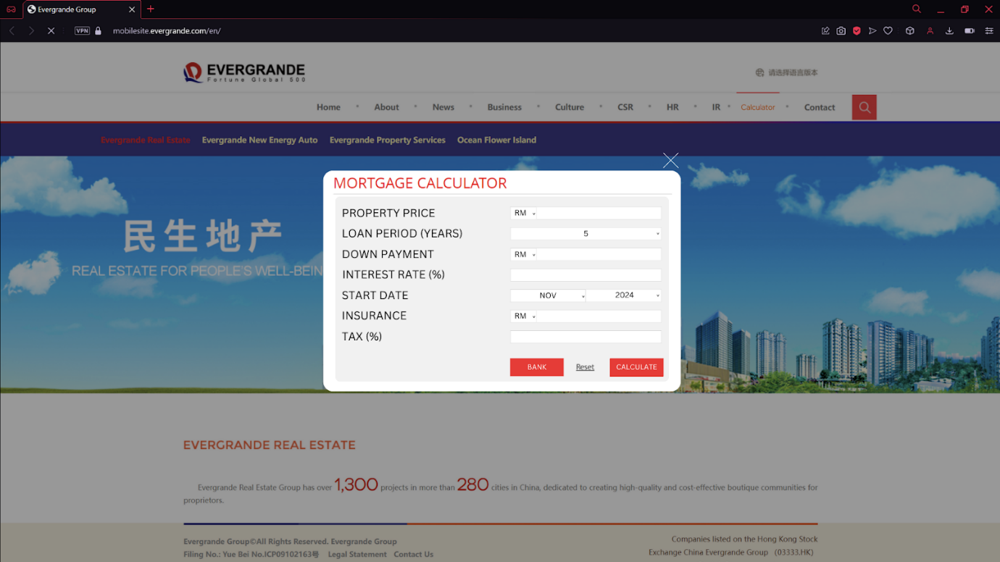 Evergrande Group
VPN mobilesite.evergrande.com/en/
EVERGRANDE
Fortune Global 500
请选择语言版本
Home About News Business Culture CSR HR IR Calculator Contact
Evergrande Real Estate Evergrande New Energy Auto Evergrande Property Services Ocean Flower Island
民生地产
REAL ESTATE FOR PEOPLE'S WELL-BEIN
MORTGAGE CALCULATOR
PROPERTY PRICE RM
LOAN PERIOD (YEARS) 5
DOWN PAYMENT RM
INTEREST RATE (%)
START DATE NOV 2024
INSURANCE RM
TAX (%)
BANK Reset CALCULATE
EVERGRANDE REAL ESTATE
Evergrande Real Estate Group has over 1,300 projects in more than 280 cities in China, dedicated to creating high-quality and cost-effective boutique communities for
proprietors.
Evergrande Group©All Rights Reserved. Evergrande Group
Filing No.: Yue Bei No.ICP09102163号 Legal Statement Contact Us
Companies listed on the Hong Kong Stock
Exchange China Evergrande Group (03333.HK)